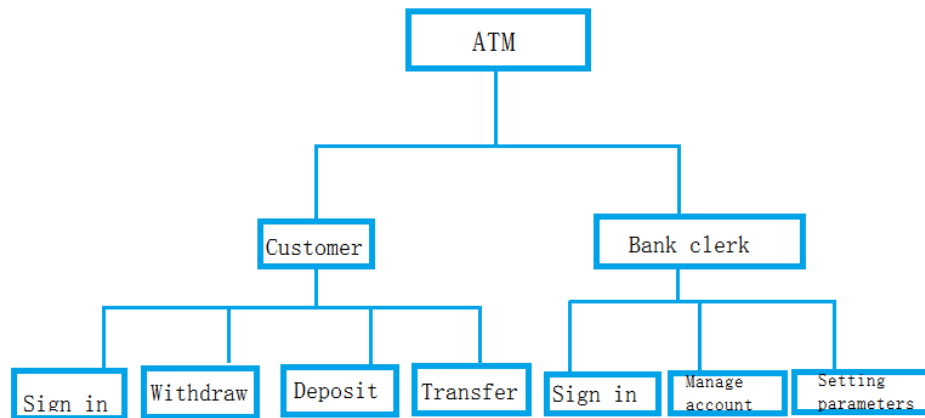 ATM
Customer
Bank clerk
Sign in
Withdraw
Deposit
Transfer
Sign in
Manage
account
Setting
parameters